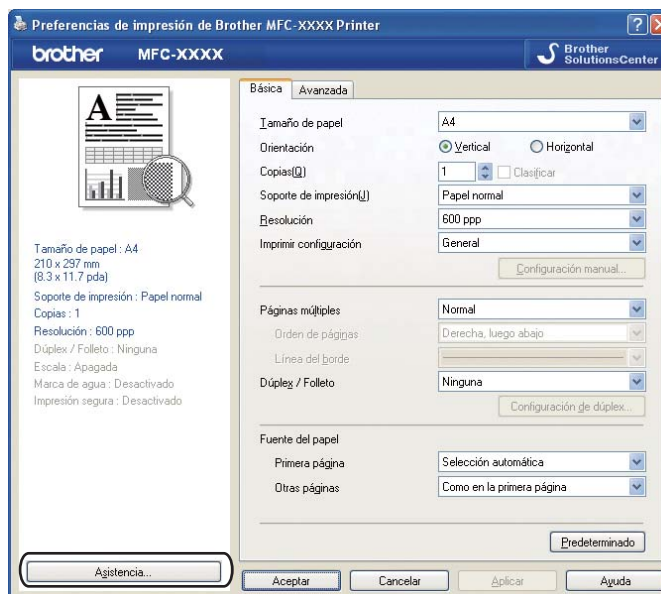 Preferencias de impresión de Brother MFC-XXXX Printer
brother MFC-XXXX
Brother
SolutionsCenter
Básica
Avanzada
A
Tamaño de papel : A4
210 x 297 mm
(8.3 x 11.7 pda)
Soporte de impresión : Papel normal
Copias : 1
Resolución : 600 ppp
Dúplex / Folleto : Ninguna
Escala : Apagada
Marca de agua : Desactivado
Impresión segura : Desactivado
Asistencia...
Tamaño de papel A4
Orientación Vertical Horizontal
Copias(Q) 1 Clasificar
Soporte de impresión(J) Papel normal
Resolución 600 ppp
Imprimir configuración General
Configuración manual...
Páginas múltiples Normal
Orden de páginas Derecha, luego abajo
Línea del borde
Dúplex / Folleto Ninguna
Configuración de dúplex...
Fuente del papel
Primera página Selección automática
Otras páginas Como en la primera página
Predeterminado
Aceptar Cancelar Aplicar Ayuda